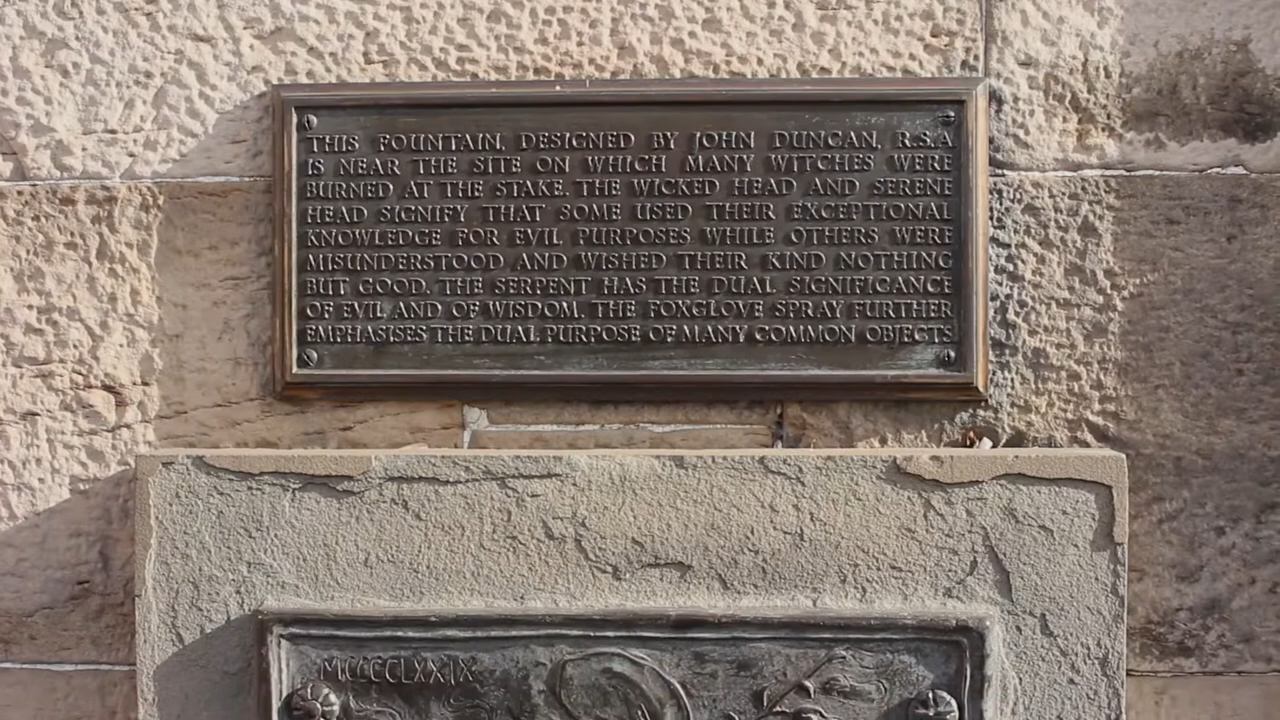 THIS FOUNTAIN, DESIGNED BY JOHN DUNCAN, R.S.A
IS NEAR THE SITE ON WHICH MANY WITCHES WERE
BURNED AT THE STAKE. THE WICKED HEAD AND SERENE
HEAD SIGNIFY THAT SOME USED THEIR EXCEPTIONAL
KNOWLEDGE FOR EVIL PURPOSES WHILE OTHERS WERE
MISUNDERSTOOD AND WISHED THEIR KIND NOTHING
BUT GOOD. THE SERPENT HAS THE DUAL SIGNIFICANCE
OF EVIL AND OF WISDOM. THE FOXGLOVE SPRAY FURTHER
EMPHASISES THE DUAL PURPOSE OF MANY COMMON OBJECTS
MCCCCLXXIX